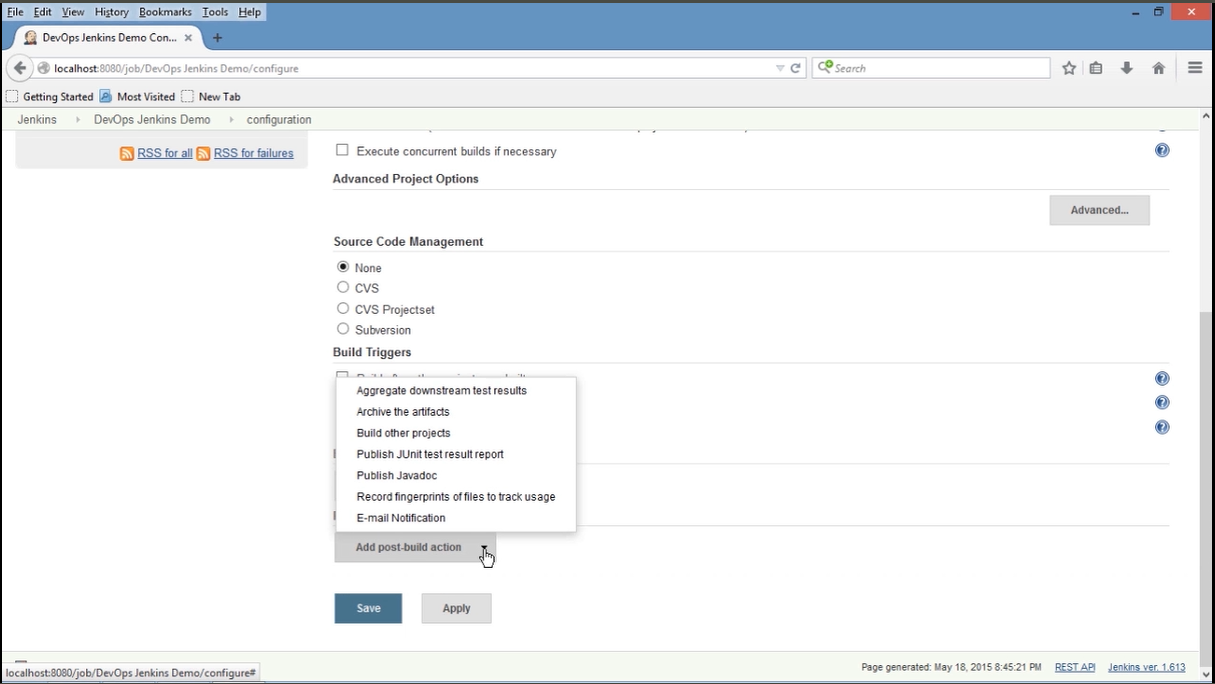 File Edit View History Bookmarks Tools Help
DevOps Jenkins Demo Con...
localhost:8080/job/DevOps Jenkins Demo/configure
Search
Getting Started Most Visited New Tab
Jenkins DevOps Jenkins Demo configuration
RSS for all RSS for failures
Execute concurrent builds if necessary
Advanced Project Options
Advanced...
Source Code Management
None
CVS
CVS Projectset
Subversion
Build Triggers
Aggregate downstream test results
Archive the artifacts
Build other projects
Publish JUnit test result report
Publish Javadoc
Record fingerprints of files to track usage
E-mail Notification
Add post-build action
Save Apply
localhost:8080/job/DevOps Jenkins Demo/configure#
Page generated: May 18, 2015 8:45:21 PM REST API Jenkins ver. 1.613